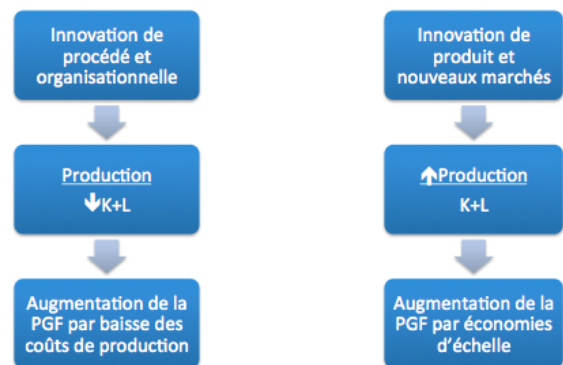 Innovation de
procédé et
organisationnelle
Production
↓K+L
Augmentation de la
PGF par baisse des
coûts de production
Innovation de
produit et
nouveaux marchés
↑Production
K+L
Augmentation de la
PGF par économies
d'échelle